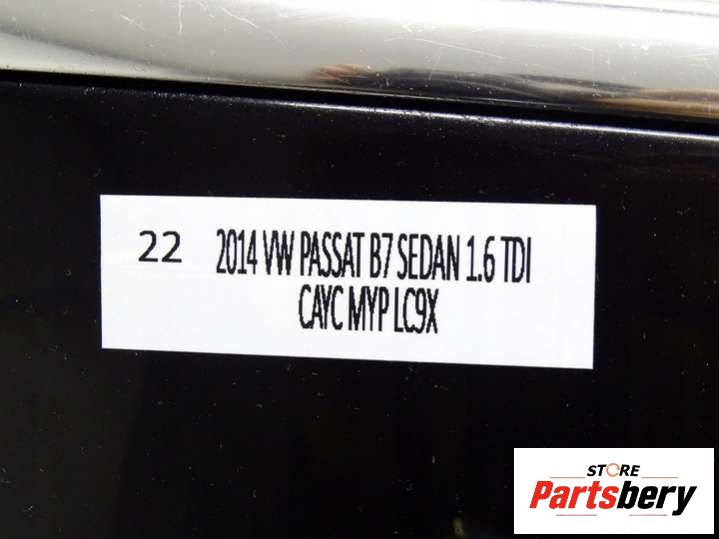 22 2014 VW PASSAT B7 SEDAN 1.6 TDI
CAYC MYP LC9X
STORE
Partsbery